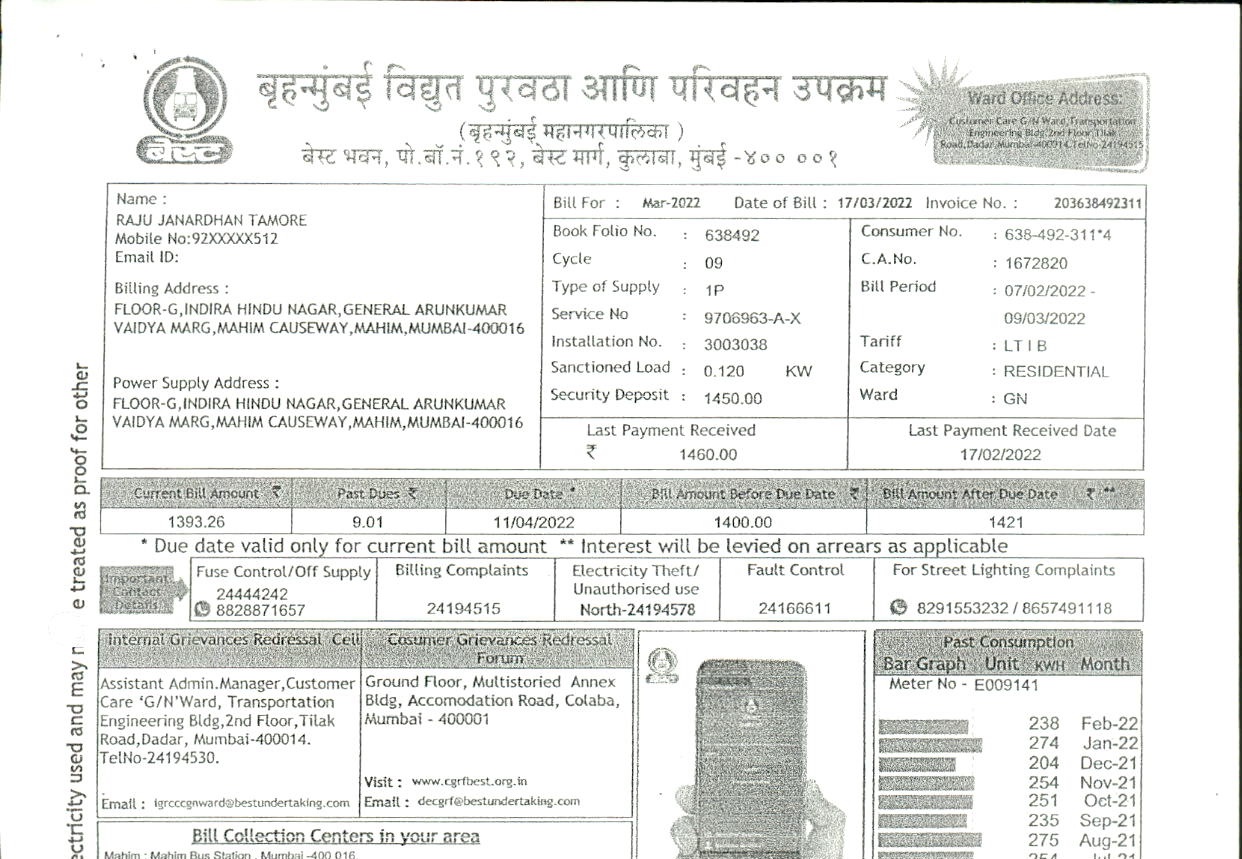 बृहन्मुंबई विद्युत पुरवठा आणि परिवहन उपक्रम
(बृहन्मुंबई महानगरपालिका )
बेस्ट भवन, पो.बॉ.नं.१९२, बेस्ट मार्ग, कुलाबा, मुंबई -४०० ००१
बेस्ट
Ward Office Address:
Customer Care G/N Ward,Transportation
Engineering Bldg,2nd Floor,Tilak
Road,Dadar,Mumbai-400014.TelNo-24194515
Name :
RAJU JANARDHAN TAMORE
Mobile No:92XXXXX512
Email ID:
Billing Address :
FLOOR-G,INDIRA HINDU NAGAR,GENERAL ARUNKUMAR
VAIDYA MARG,MAHIM CAUSEWAY,MAHIM,MUMBAI-400016
Power Supply Address :
FLOOR-G,INDIRA HINDU NAGAR,GENERAL ARUNKUMAR
VAIDYA MARG,MAHIM CAUSEWAY,MAHIM,MUMBAI-400016
Bill For : Mar-2022 Date of Bill : 17/03/2022 Invoice No. : 203638492311
Book Folio No. : 638492
Cycle : 09
Type of Supply : 1P
Service No : 9706963-A-X
Installation No. : 3003038
Sanctioned Load : 0.120 KW
Security Deposit : 1450.00
Consumer No. : 638-492-311*4
C.A.No. : 1672820
Bill Period : 07/02/2022 -
09/03/2022
Tariff : LT I B
Category : RESIDENTIAL
Ward : GN
Last Payment Received
₹ 1460.00
Last Payment Received Date
17/02/2022
Current Bill Amount ₹ Past Dues ₹ Due Date * Bill Amount Before Due Date ₹ Bill Amount After Due Date ₹ **
1393.26 9.01 11/04/2022 1400.00 1421
* Due date valid only for current bill amount ** Interest will be levied on arrears as applicable
Important
Contact
Details
Fuse Control/Off Supply
24444242
8828871657
Billing Complaints
24194515
Electricity Theft/
Unauthorised use
North-24194578
Fault Control
24166611
For Street Lighting Complaints
8291553232 / 8657491118
Internal Grievances Redressal Cell
Assistant Admin.Manager,Customer
Care 'G/N'Ward, Transportation
Engineering Bldg,2nd Floor,Tilak
Road,Dadar, Mumbai-400014.
TelNo-24194530.
Email : igrcccgnward@bestundertaking.com
Cosumer Grievances Redressal
Forum
Ground Floor, Multistoried Annex
Bldg, Accomodation Road, Colaba,
Mumbai - 400001
Visit : www.cgrfbest.org.in
Email : decgrf@bestundertaking.com
Bill Collection Centers in your area
Mahim : Mahim Bus Station , Mumbai -400 016
Past Consumption
Bar Graph Unit KWH Month
Meter No - E009141
238 Feb-22
274 Jan-22
204 Dec-21
254 Nov-21
251 Oct-21
235 Sep-21
275 Aug-21
254 Jul-21
ectricity used and may n e treated as proof for other